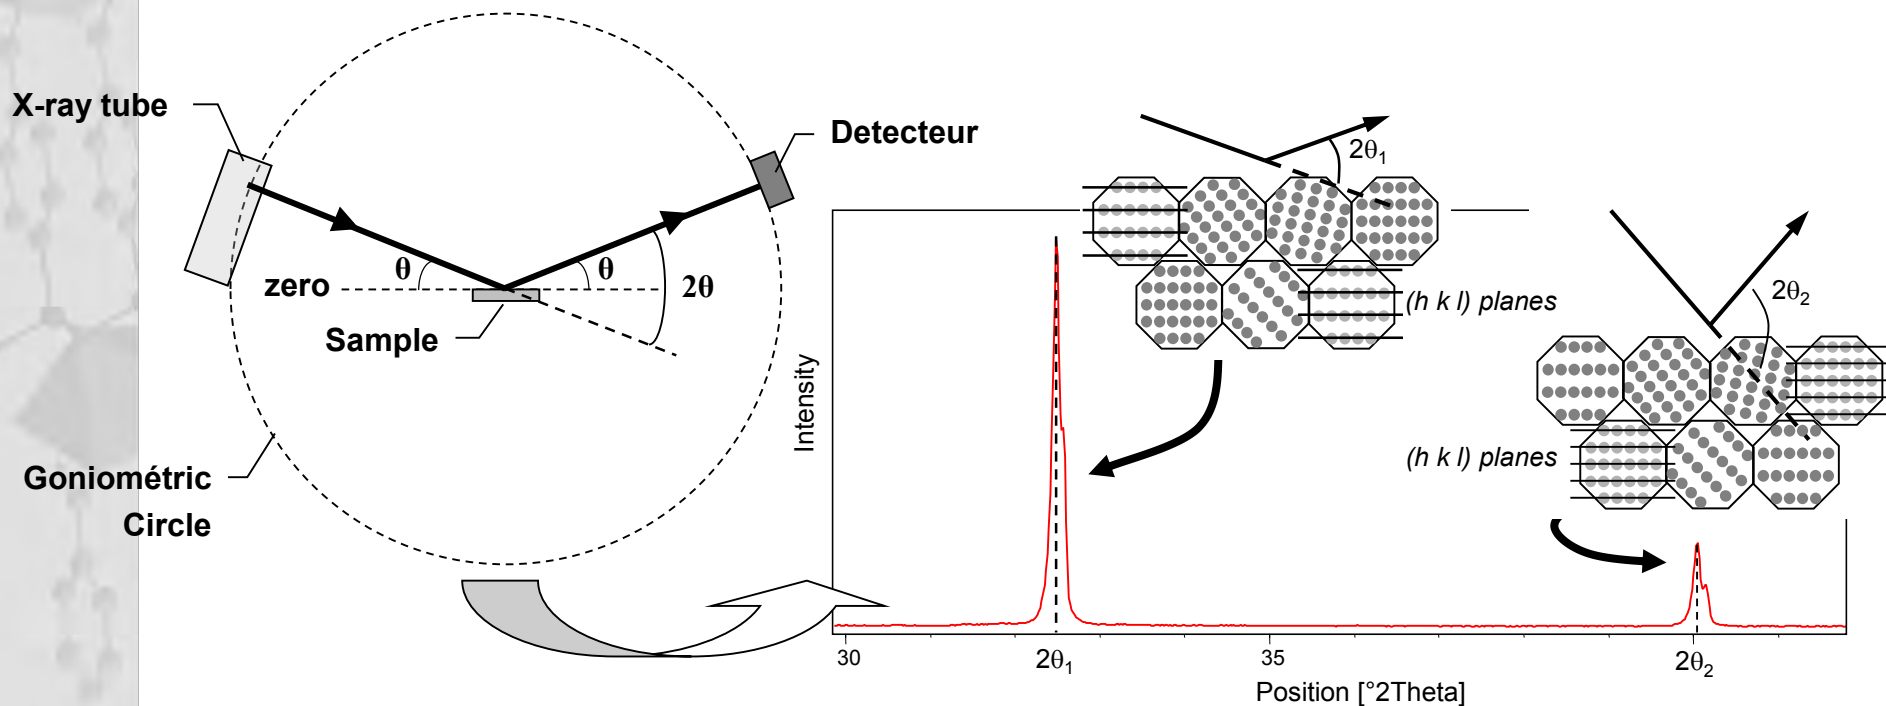 X-ray tube
Detecteur
θ
θ
zero
2θ
Sample
Goniométric
Circle
2θ1
(h k l) planes
2θ2
(h k l) planes
Intensity
30
2θ1
35
2θ2
Position [°2Theta]